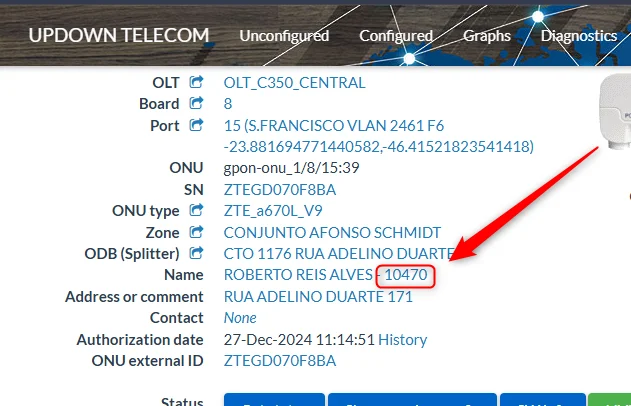 UPDOWN TELECOM Unconfigured Configured Graphs Diagnostics
OLT OLT_C350_CENTRAL
Board 8
Port 15 (S.FRANCISCO VLAN 2461 F6
-23.881694771440582,-46.41521823541418)
ONU gpon-onu_1/8/15:39
SN ZTEGD070F8BA
ONU type ZTE_a670L_V9
Zone CONJUNTO AFONSO SCHMIDT
ODB (Splitter) CTO 1176 RUA ADELINO DUARTE
Name ROBERTO REIS ALVES - 10470
Address or comment RUA ADELINO DUARTE 171
Contact None
Authorization date 27-Dec-2024 11:14:51 History
ONU external ID ZTEGD070F8BA
Status